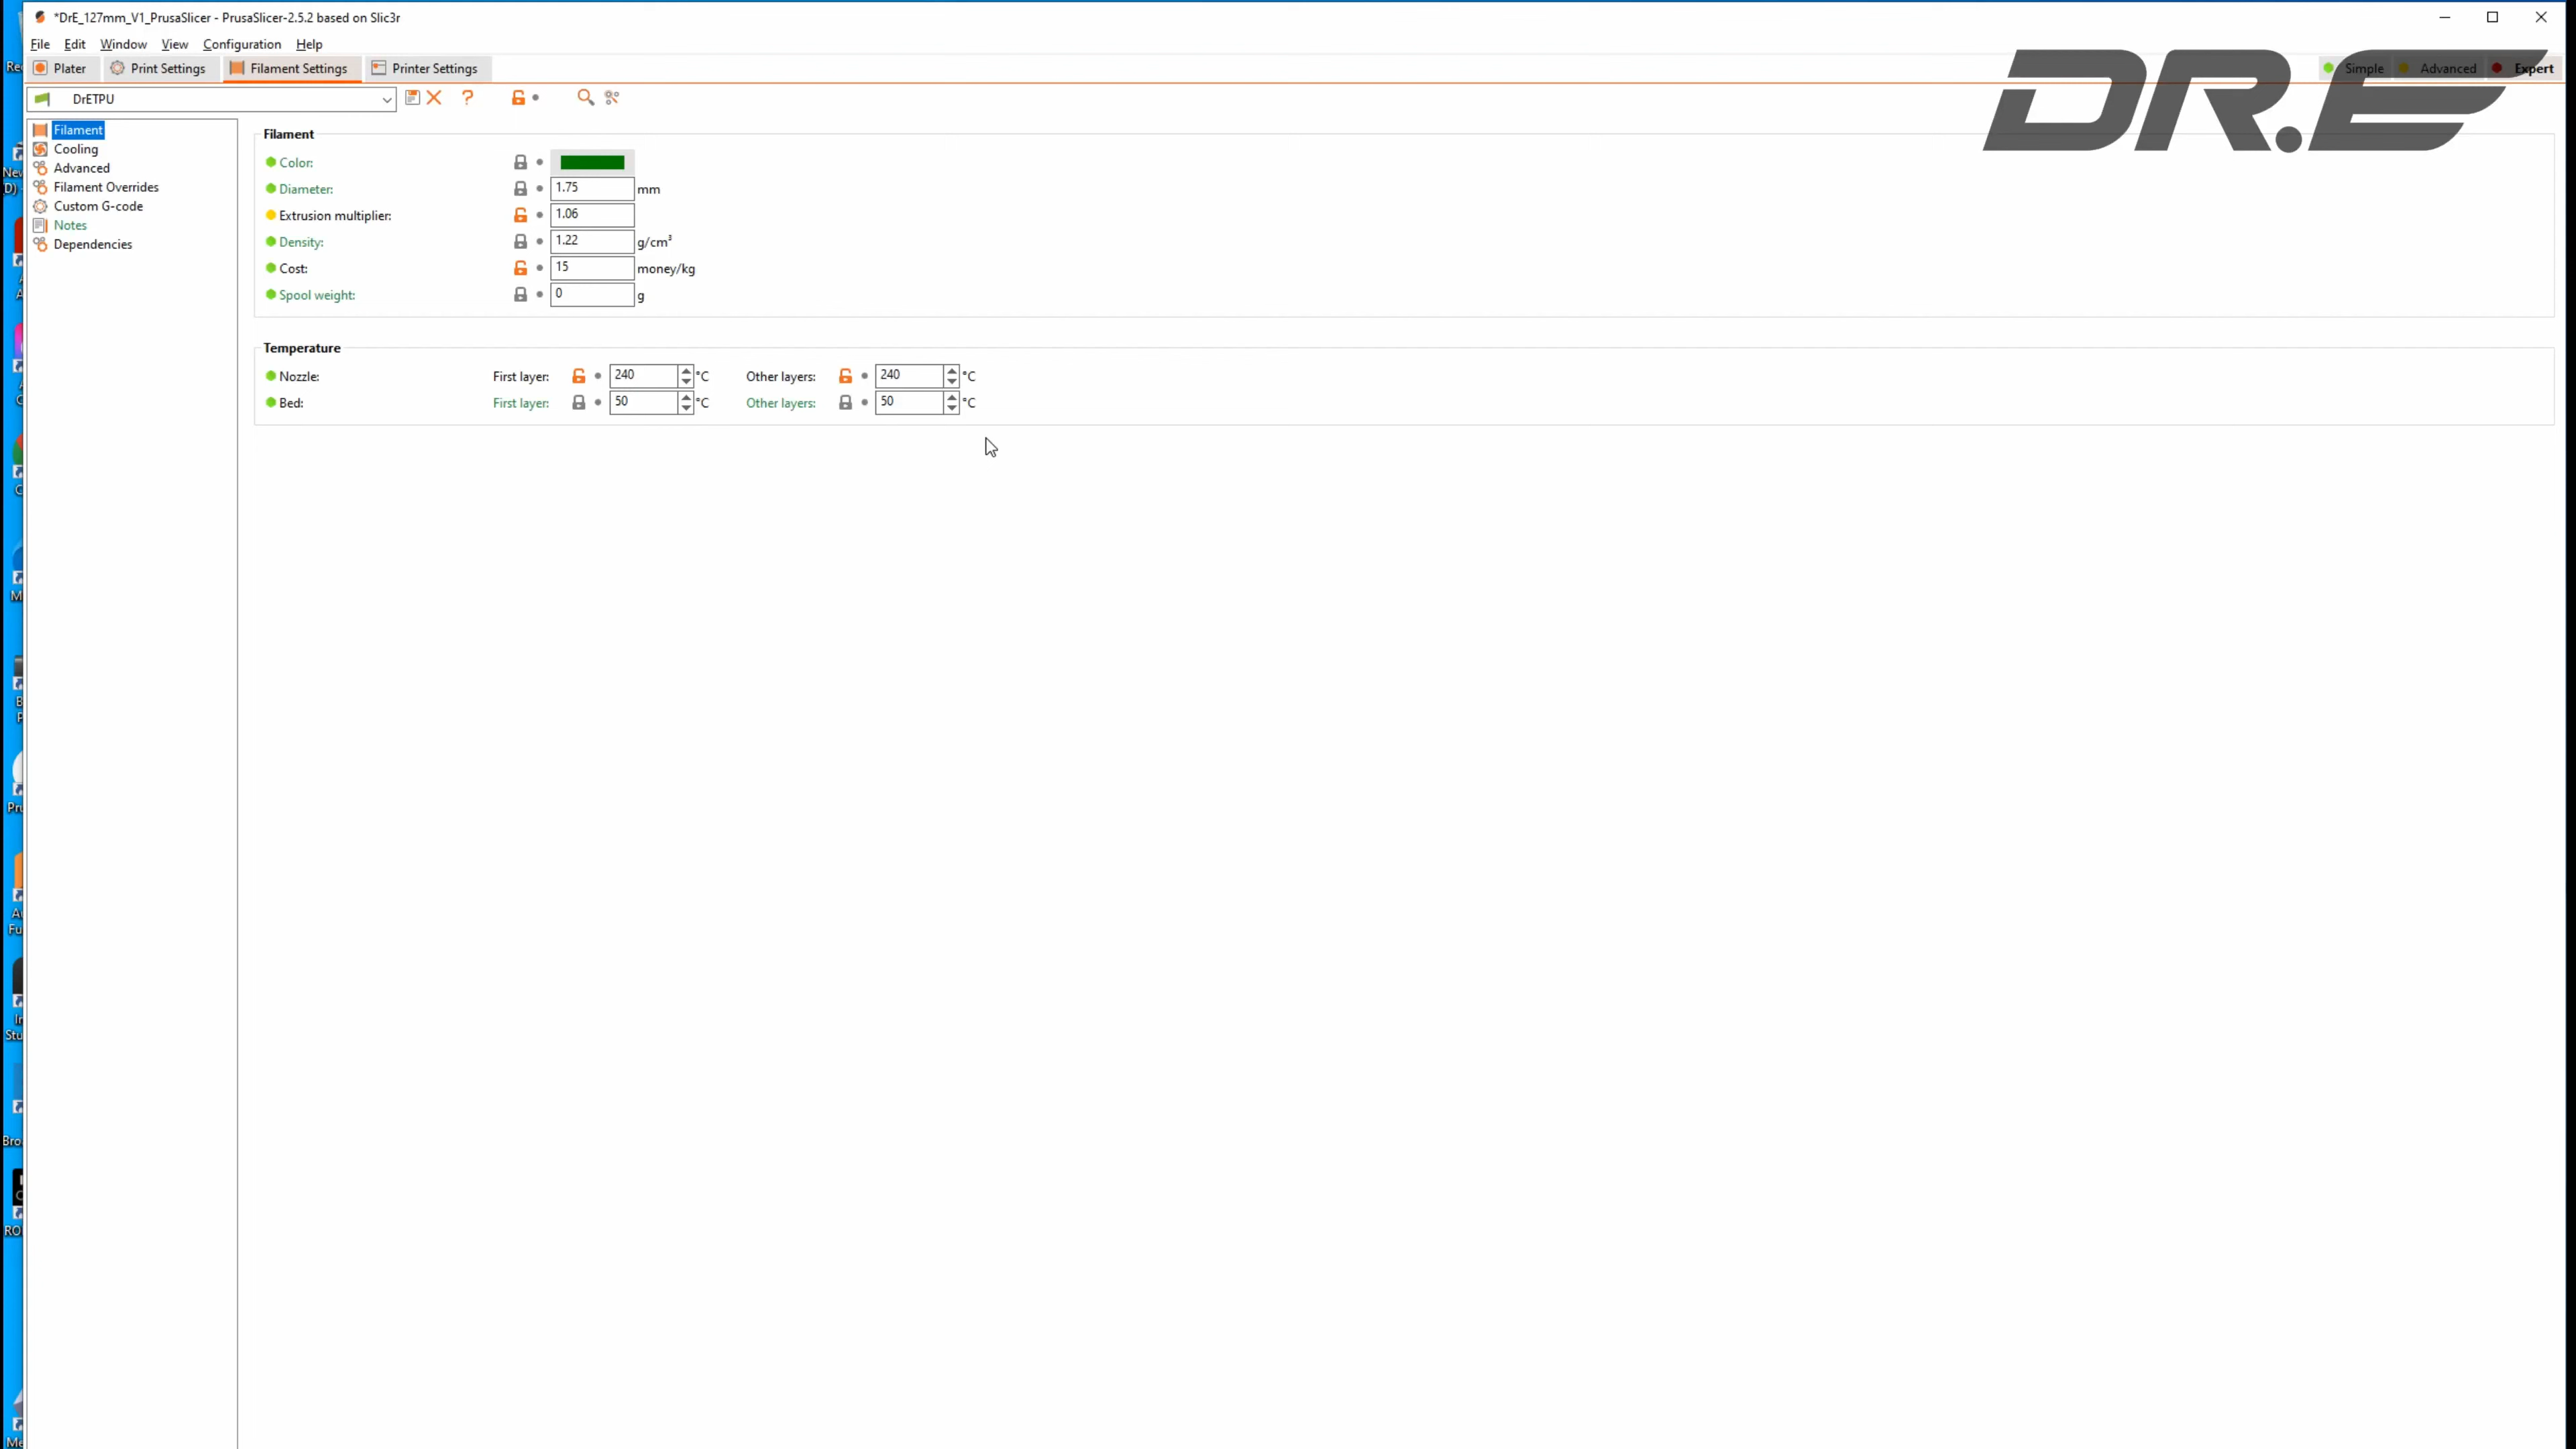 *DrE_127mm_V1_PrusaSlicer - PrusaSlicer-2.5.2 based on Slic3r
File Edit Window View Configuration Help
Plater Print Settings Filament Settings Printer Settings Simple Advanced Expert
DR.E
DrETPU ?
Filament
Cooling
Advanced
Filament Overrides
Custom G-code
Notes
Dependencies
Filament
Color:
Diameter: 1.75 mm
Extrusion multiplier: 1.06
Density: 1.22 g/cm³
Cost: 15 money/kg
Spool weight: 0 g
Temperature
Nozzle: First layer: 240 °C Other layers: 240 °C
Bed: First layer: 50 °C Other layers: 50 °C